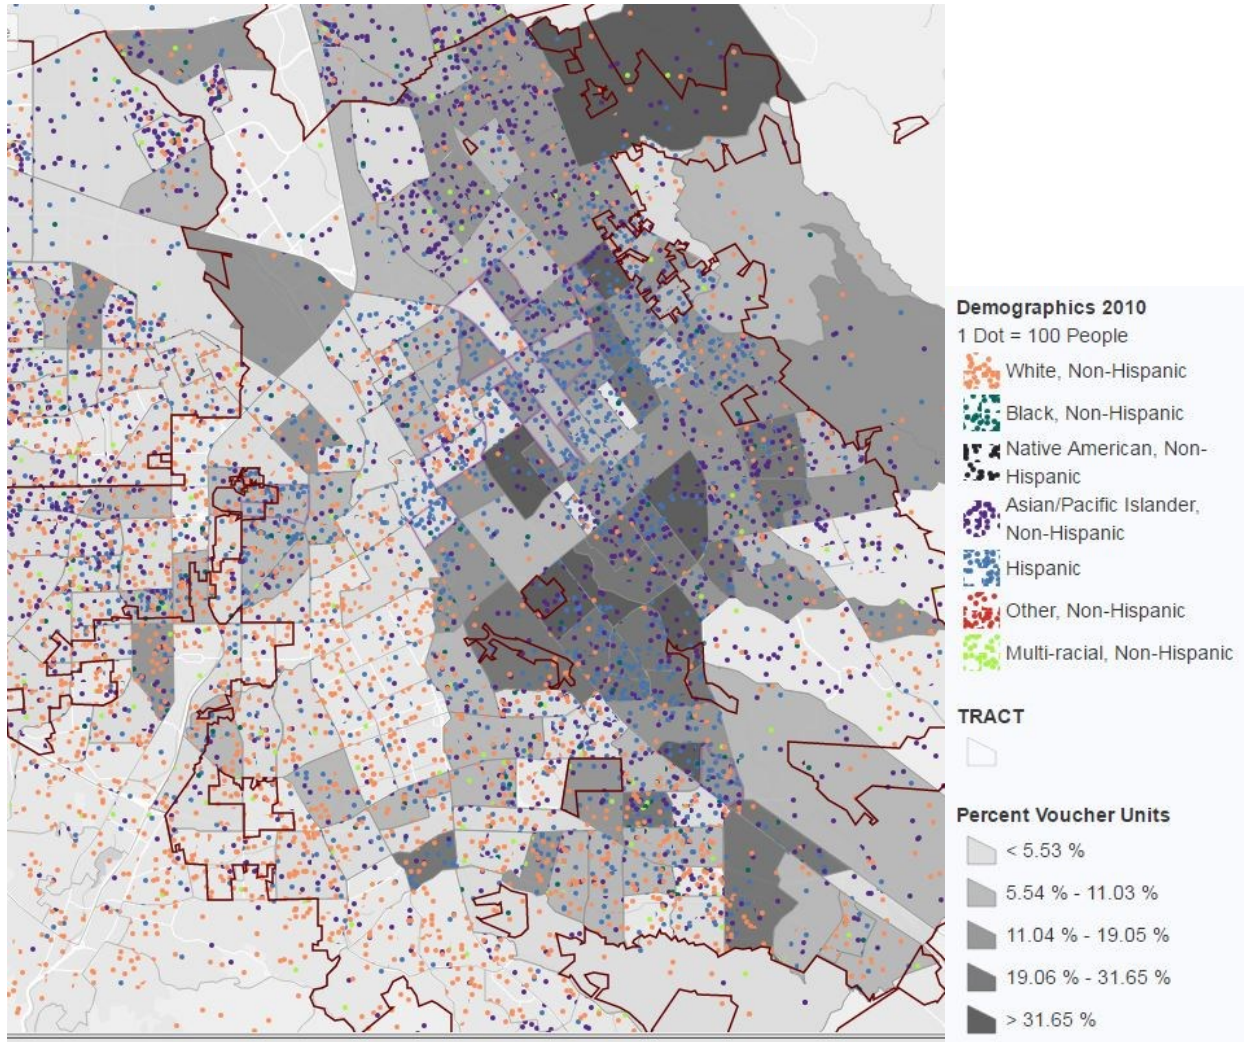 Demographics 2010
1 Dot = 100 People
White, Non-Hispanic
Black, Non-Hispanic
Native American, Non-
Hispanic
Asian/Pacific Islander,
Non-Hispanic
Hispanic
Other, Non-Hispanic
Multi-racial, Non-Hispanic
TRACT
Percent Voucher Units
< 5.53 %
5.54 % - 11.03 %
11.04 % - 19.05 %
19.06 % - 31.65 %
> 31.65 %